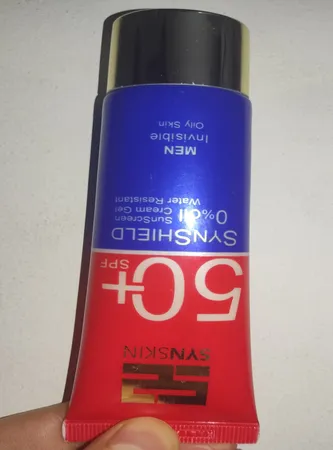 SYNSKIN
50+
SPF
SYNSHIELD
0%oil
SunScreen
Cream Gel
Water Resistant
MEN
Invisible
Oily Skin